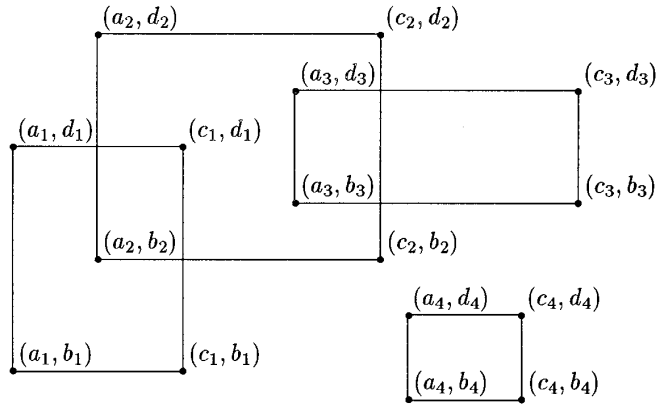 (a₂, d₂) (c₂, d₂)
(a₃, d₃) (c₃, d₃)
(a₁, d₁) (c₁, d₁)
(a₃, b₃) (c₃, b₃)
(a₂, b₂) (c₂, b₂)
(a₄, d₄) (c₄, d₄)
(a₁, b₁) (c₁, b₁)
(a₄, b₄) (c₄, b₄)